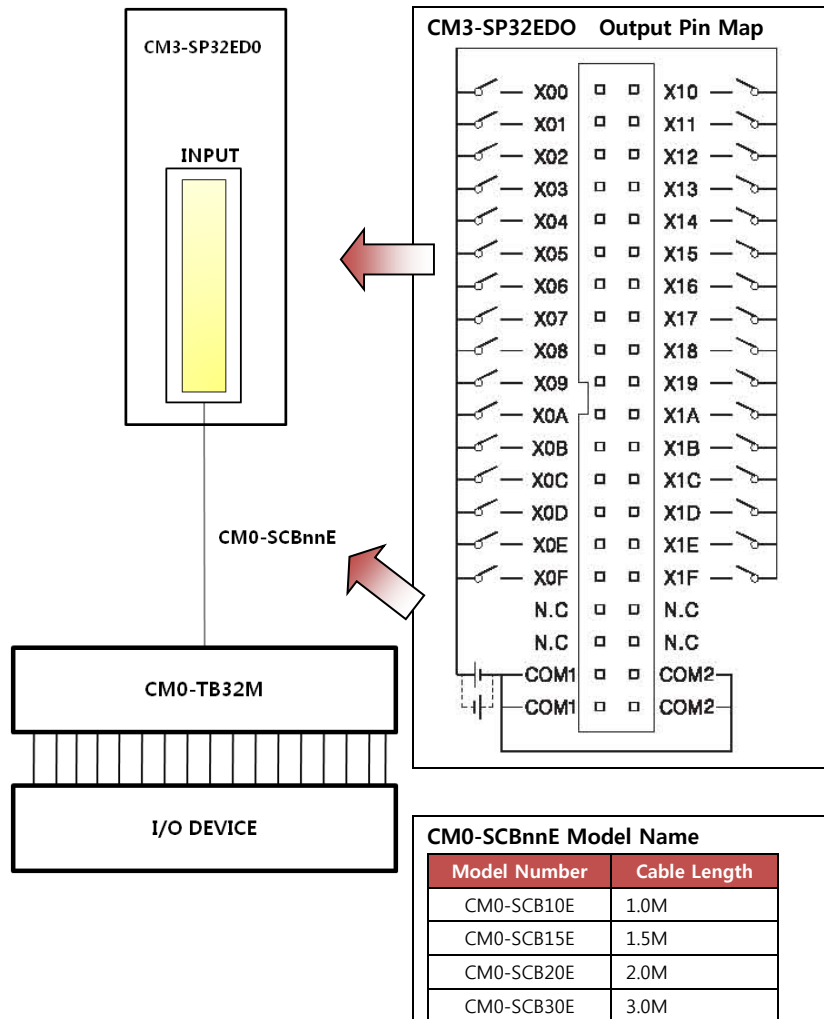 CM3-SP32ED0
INPUT
CM0-SCBnnE
CM0-TB32M
I/O DEVICE
CM3-SP32EDO Output Pin Map
X00 X10
X01 X11
X02 X12
X03 X13
X04 X14
X05 X15
X06 X16
X07 X17
X08 X18
X09 X19
X0A X1A
X0B X1B
X0C X1C
X0D X1D
X0E X1E
X0F X1F
N.C N.C
N.C N.C
COM1 COM2
COM1 COM2
CM0-SCBnnE Model Name
Model Number Cable Length
CM0-SCB10E 1.0M
CM0-SCB15E 1.5M
CM0-SCB20E 2.0M
CM0-SCB30E 3.0M